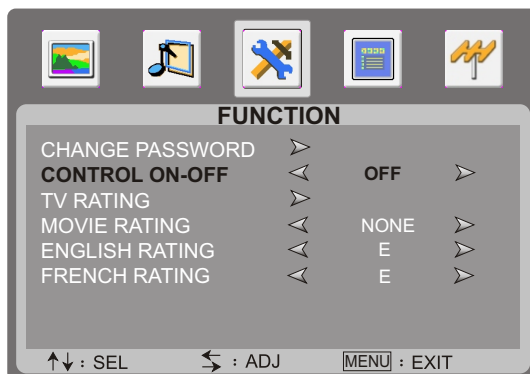 FUNCTION
CHANGE PASSWORD
CONTROL ON-OFF OFF
TV RATING
MOVIE RATING NONE
ENGLISH RATING E
FRENCH RATING E
: SEL : ADJ MENU : EXIT